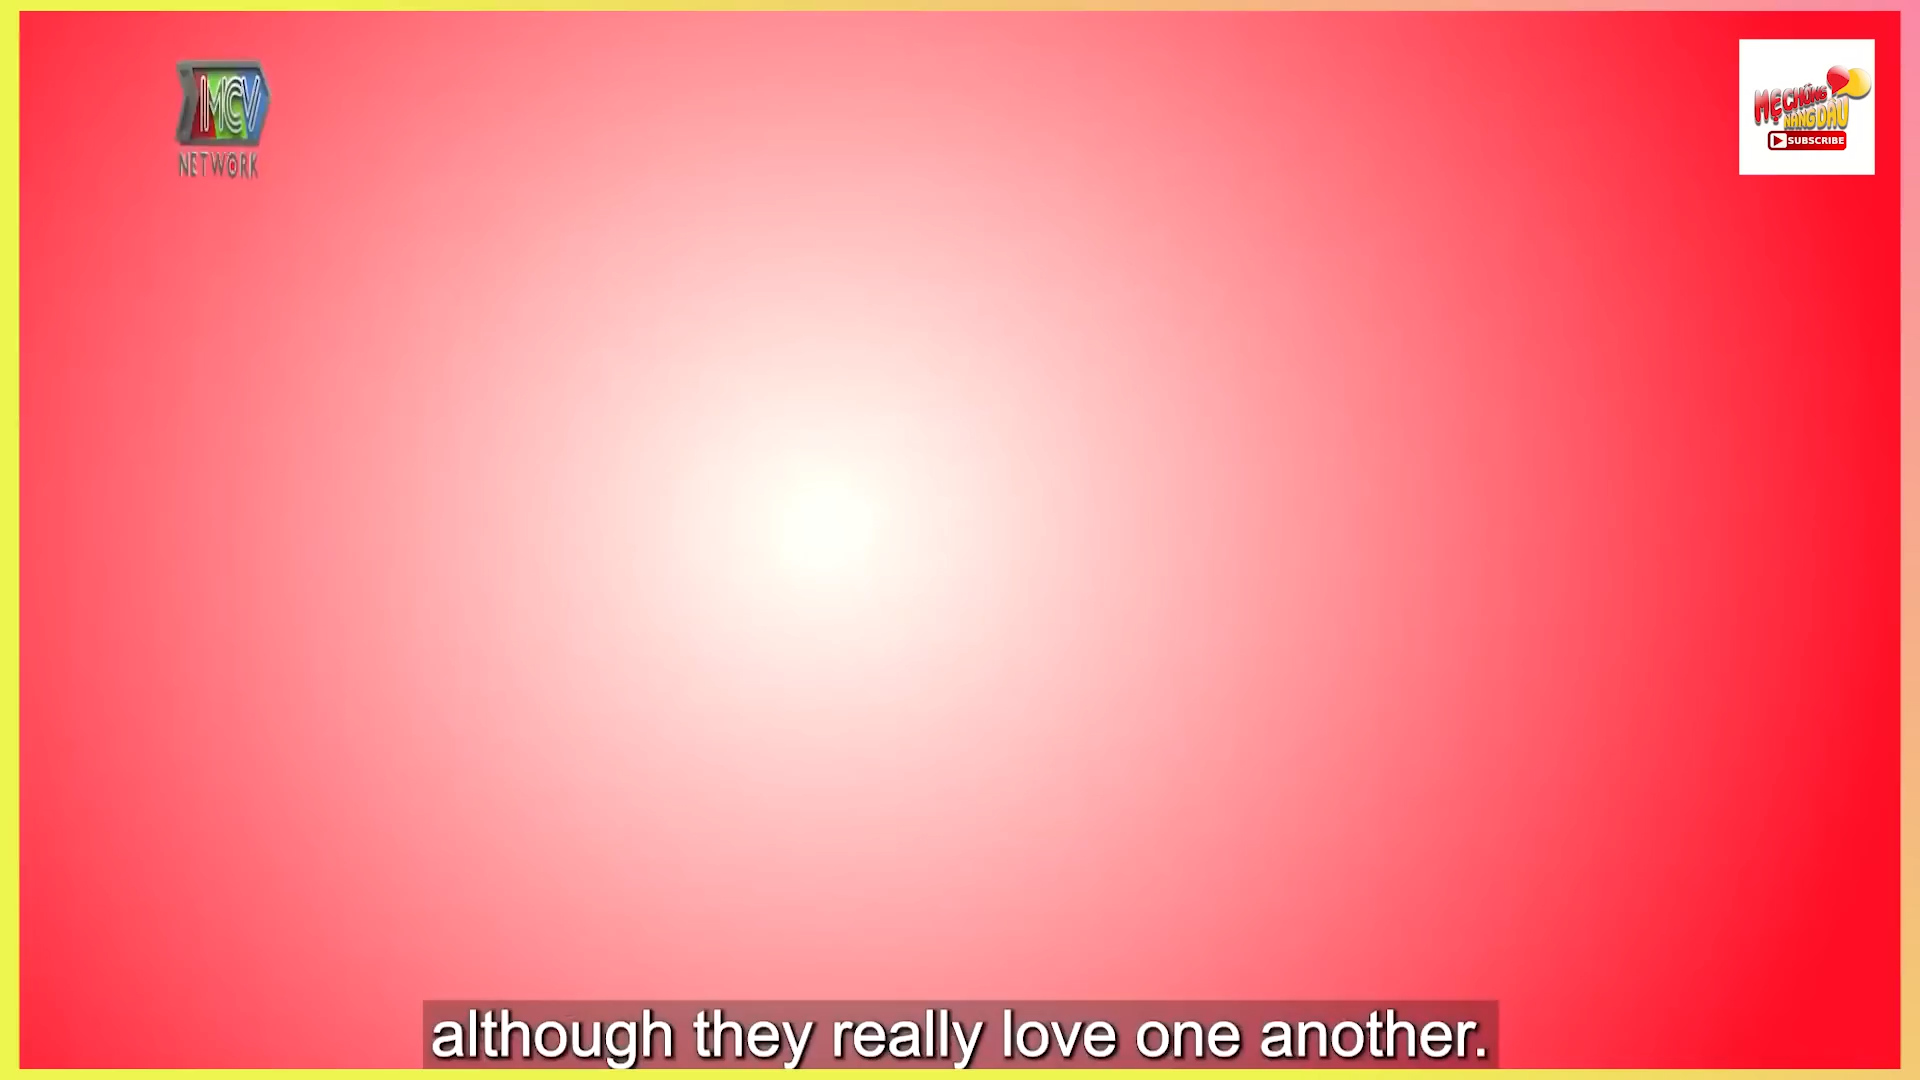 MCV
NETWORK
MẸ CHỒNG
NÀNG DÂU
SUBSCRIBE
although they really love one another.